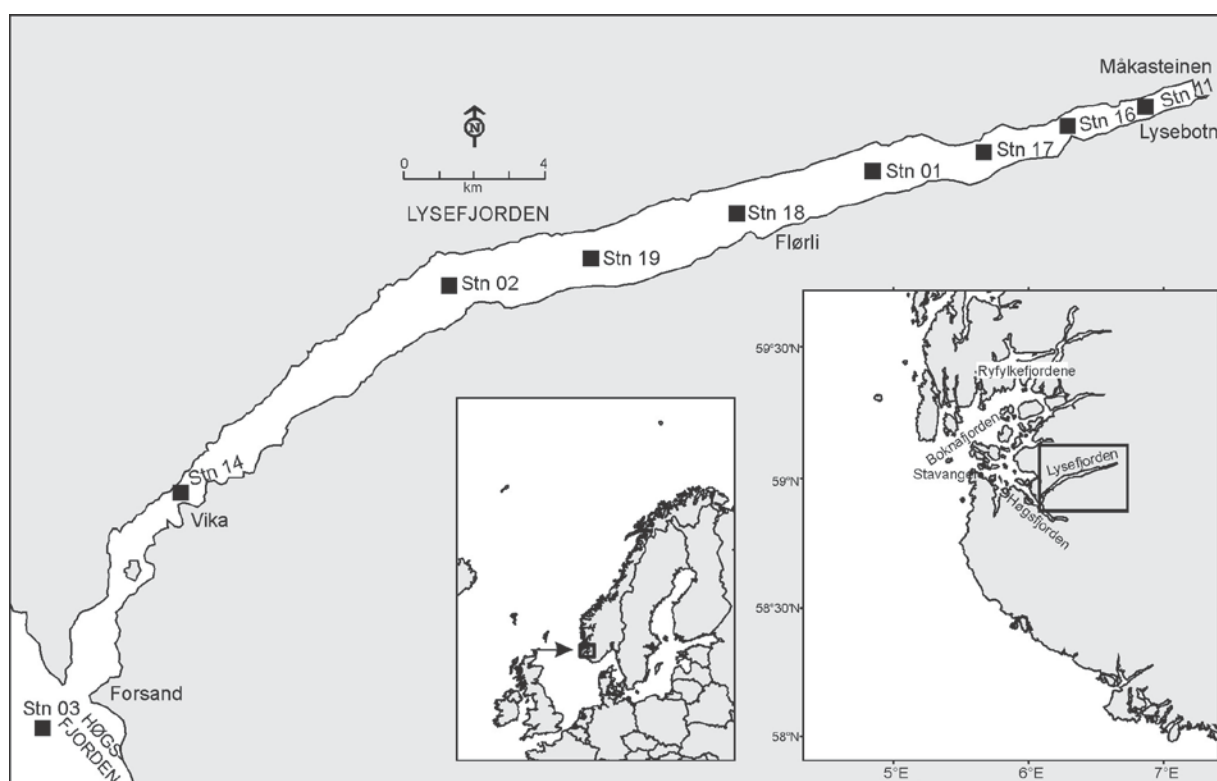 Måkasteinen
Stn 11
Stn 16
Lysebotn
Stn 17
N
0 4
km
LYSEFJORDEN
Stn 01
Stn 18
Flørli
Stn 19
Stn 02
Stn 14
Vika
Forsand
Stn 03
HØGS
FJORDEN
59°30'N
Ryfylkefjordene
Boknafjorden
Lysefjorden
Stavanger
59°N
Høgsfjorden
58°30'N
58°N
5°E 6°E 7°E